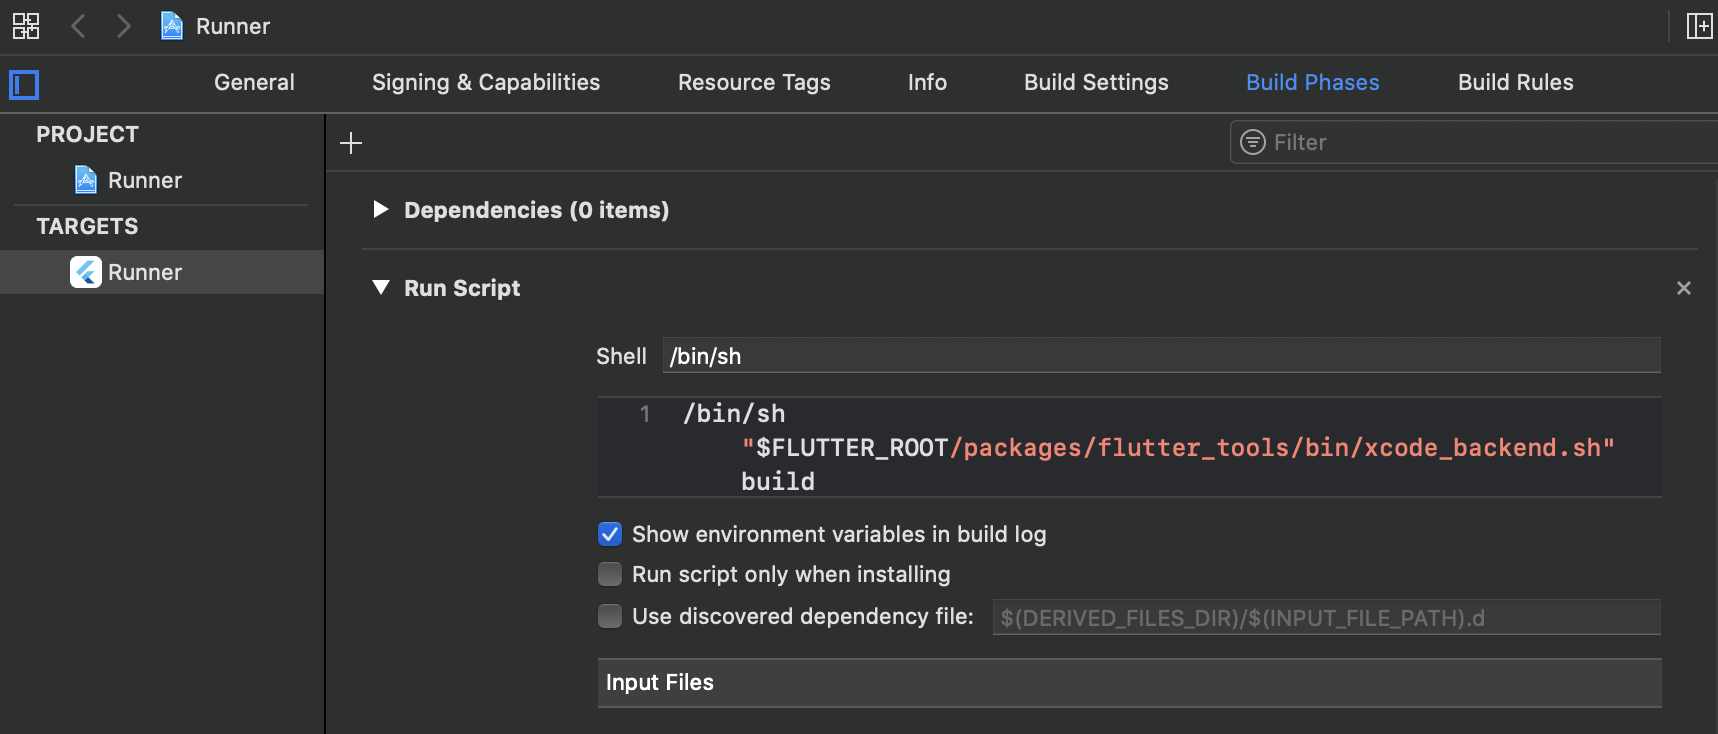 Runner
General Signing & Capabilities Resource Tags Info Build Settings Build Phases Build Rules
PROJECT
Runner
TARGETS
Runner
Filter
Dependencies (0 items)
Run Script
Shell /bin/sh
1 /bin/sh
"$FLUTTER_ROOT/packages/flutter_tools/bin/xcode_backend.sh"
build
Show environment variables in build log
Run script only when installing
Use discovered dependency file: $(DERIVED_FILES_DIR)/$(INPUT_FILE_PATH).d
Input Files